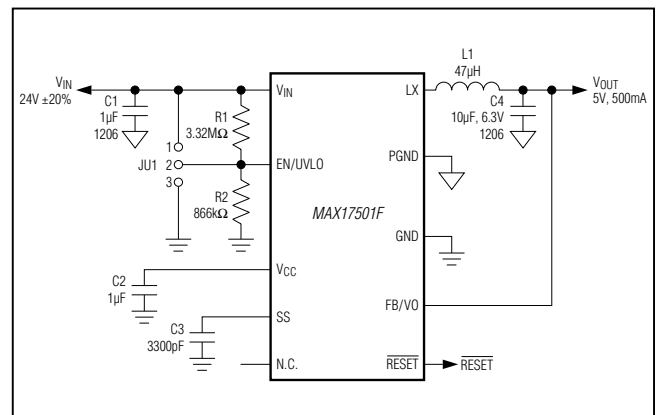 VIN
24V ±20%
C1
1µF
1206
JU1
1
2
3
R1
3.32MΩ
R2
866kΩ
C2
1µF
C3
3300pF
VIN
EN/UVLO
VCC
SS
N.C.
MAX17501F
LX
PGND
GND
FB/VO
RESET
L1
47µH
C4
10µF, 6.3V
1206
VOUT
5V, 500mA
RESET